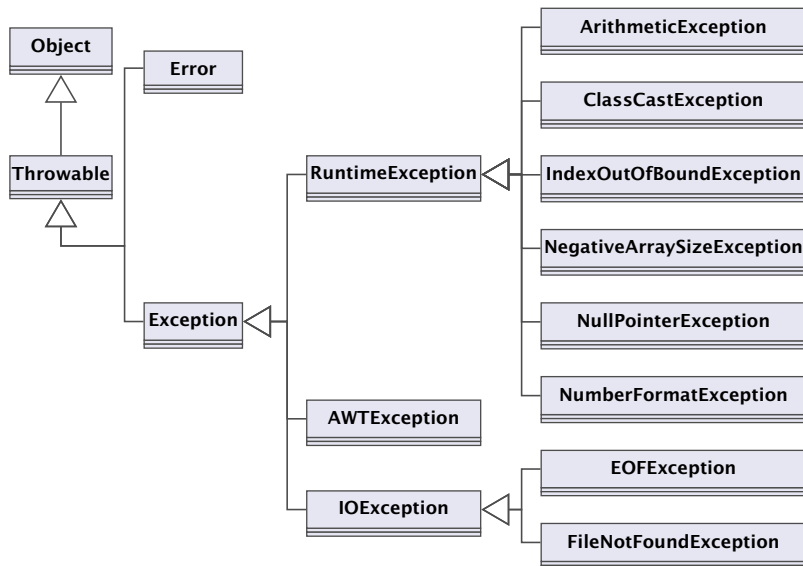 Object
Error
Throwable
Exception
RuntimeException
AWTException
IOException
ArithmeticException
ClassCastException
IndexOutOfBoundException
NegativeArraySizeException
NullPointerException
NumberFormatException
EOFException
FileNotFoundException